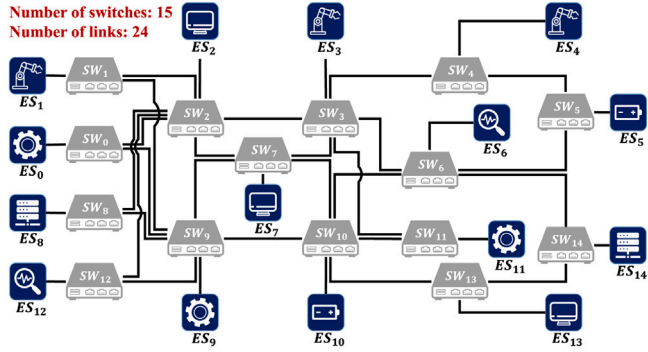 Number of switches: 15
Number of links: 24
ES2
ES3
ES4
SW1
SW4
ES1
SW2
SW3
SW5
ES5
SW0
SW7
ES6
ES0
SW6
SW8
ES7
ES8
SW9
SW10
SW11
SW14
ES11
ES14
SW12
SW13
ES12
ES9
ES10
ES13